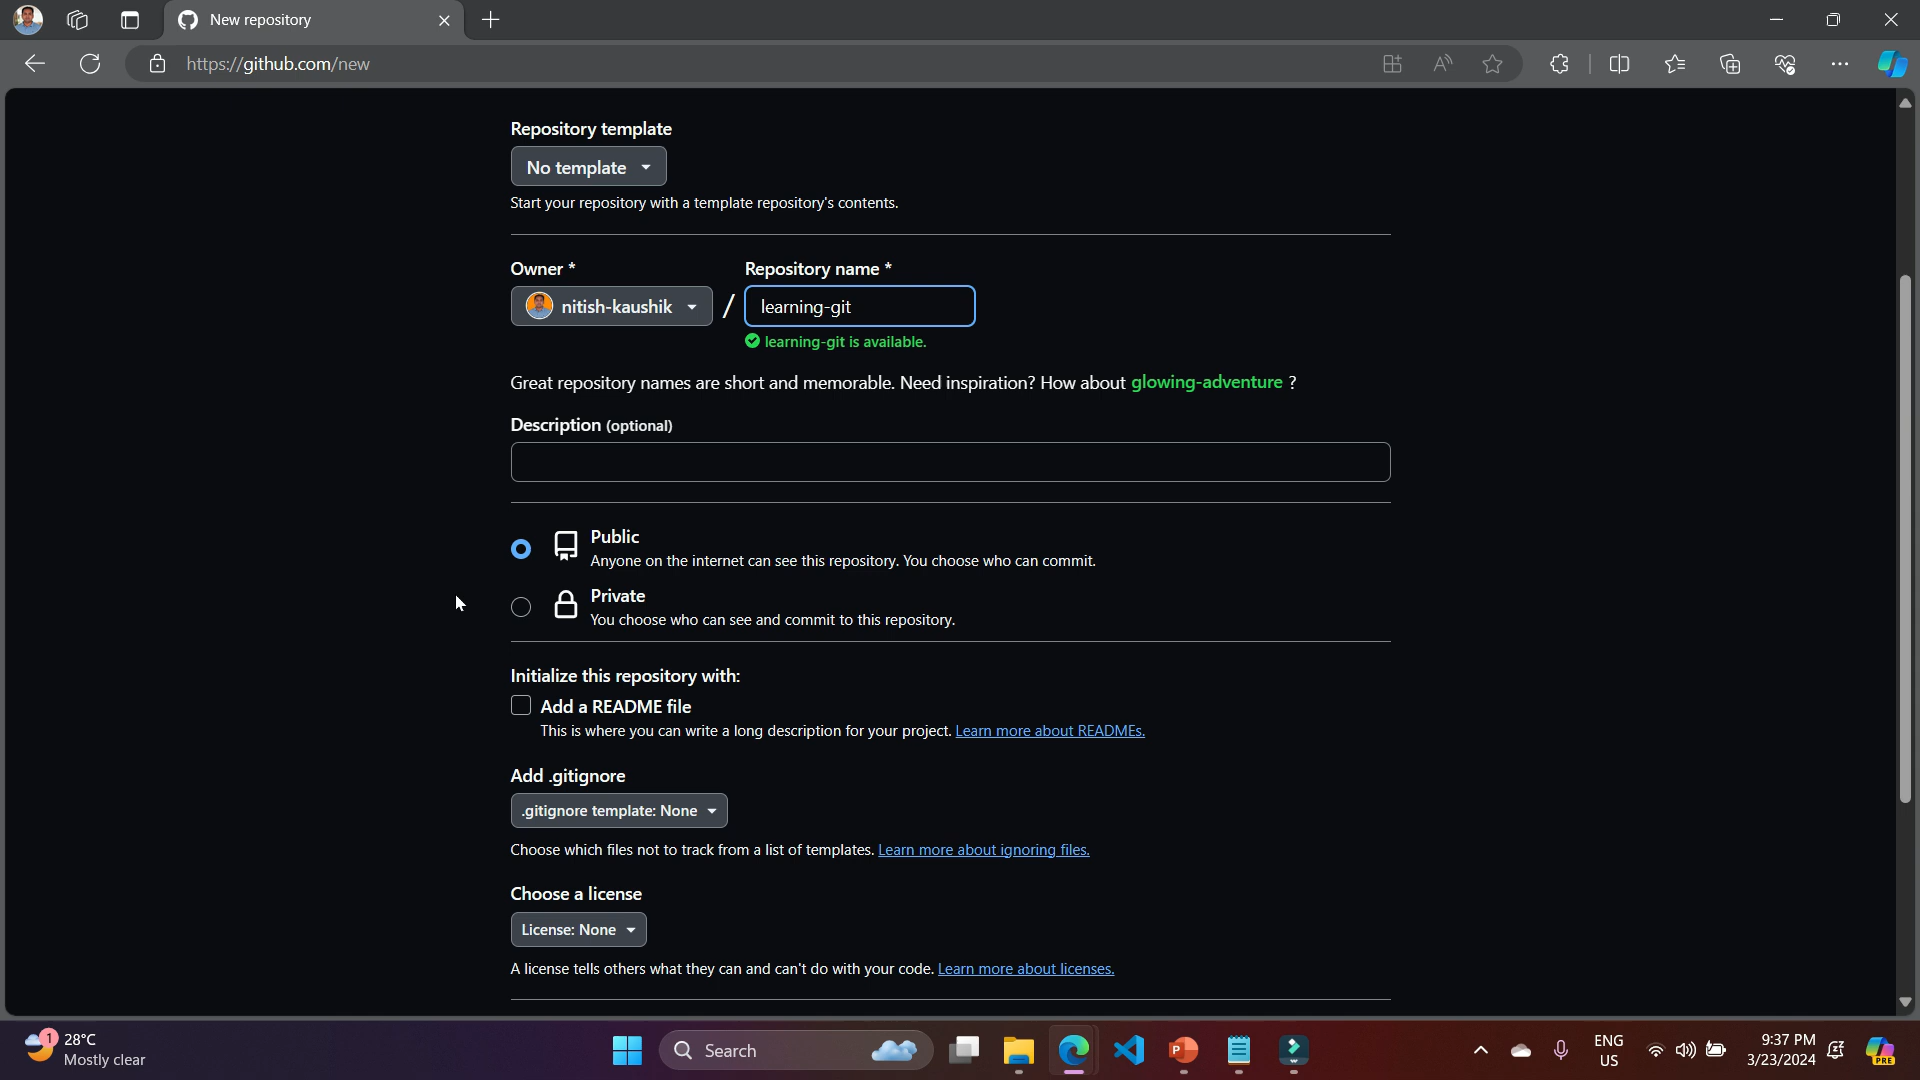 New repository
https://github.com/new
Repository template
No template
Start your repository with a template repository's contents.
Owner * Repository name *
nitish-kaushik / learning-git
learning-git is available.
Great repository names are short and memorable. Need inspiration? How about glowing-adventure ?
Description (optional)
Public
Anyone on the internet can see this repository. You choose who can commit.
Private
You choose who can see and commit to this repository.
Initialize this repository with:
Add a README file
This is where you can write a long description for your project. Learn more about READMEs.
Add .gitignore
.gitignore template: None
Choose which files not to track from a list of templates. Learn more about ignoring files.
Choose a license
License: None
A license tells others what they can and can't do with your code. Learn more about licenses.
1 28°C
Mostly clear
Search
P
ENG
US
9:37 PM
3/23/2024
PRE